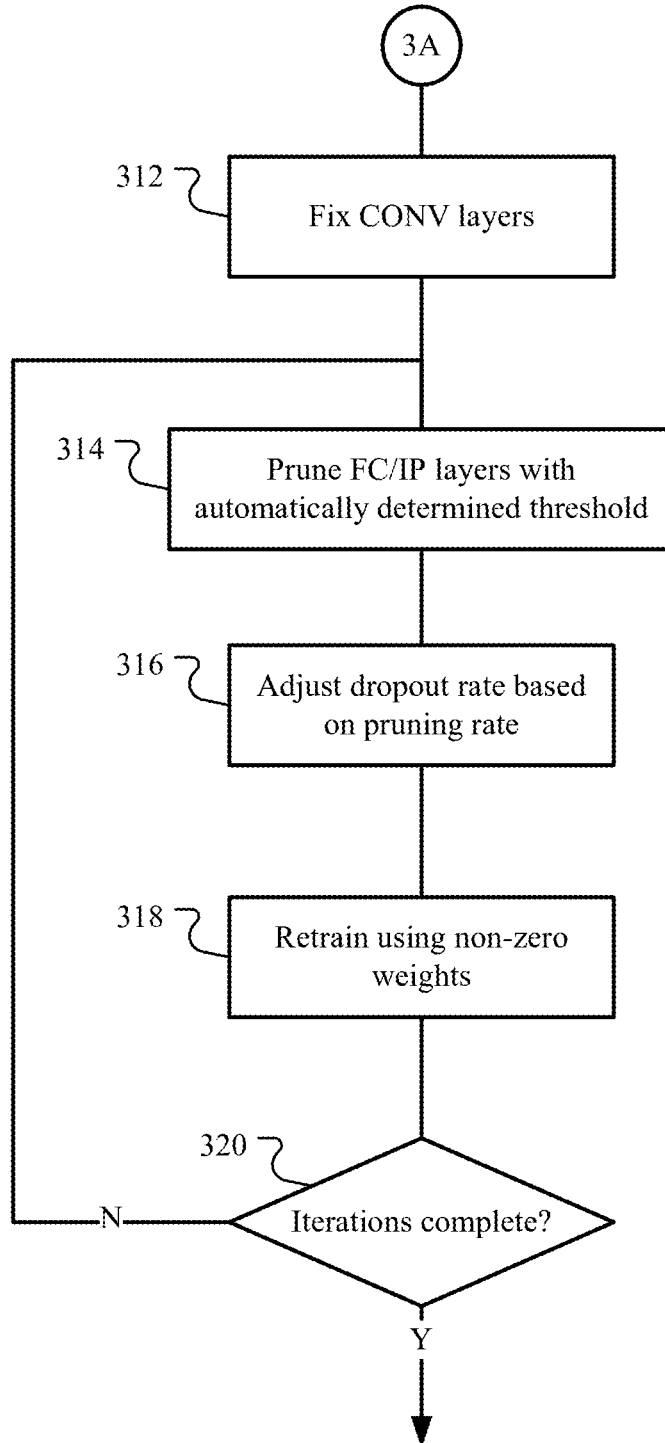 3A
312
Fix CONV layers
314
Prune FC/IP layers with
automatically determined threshold
316
Adjust dropout rate based
on pruning rate
318
Retrain using non-zero
weights
320
Iterations complete?
N
Y